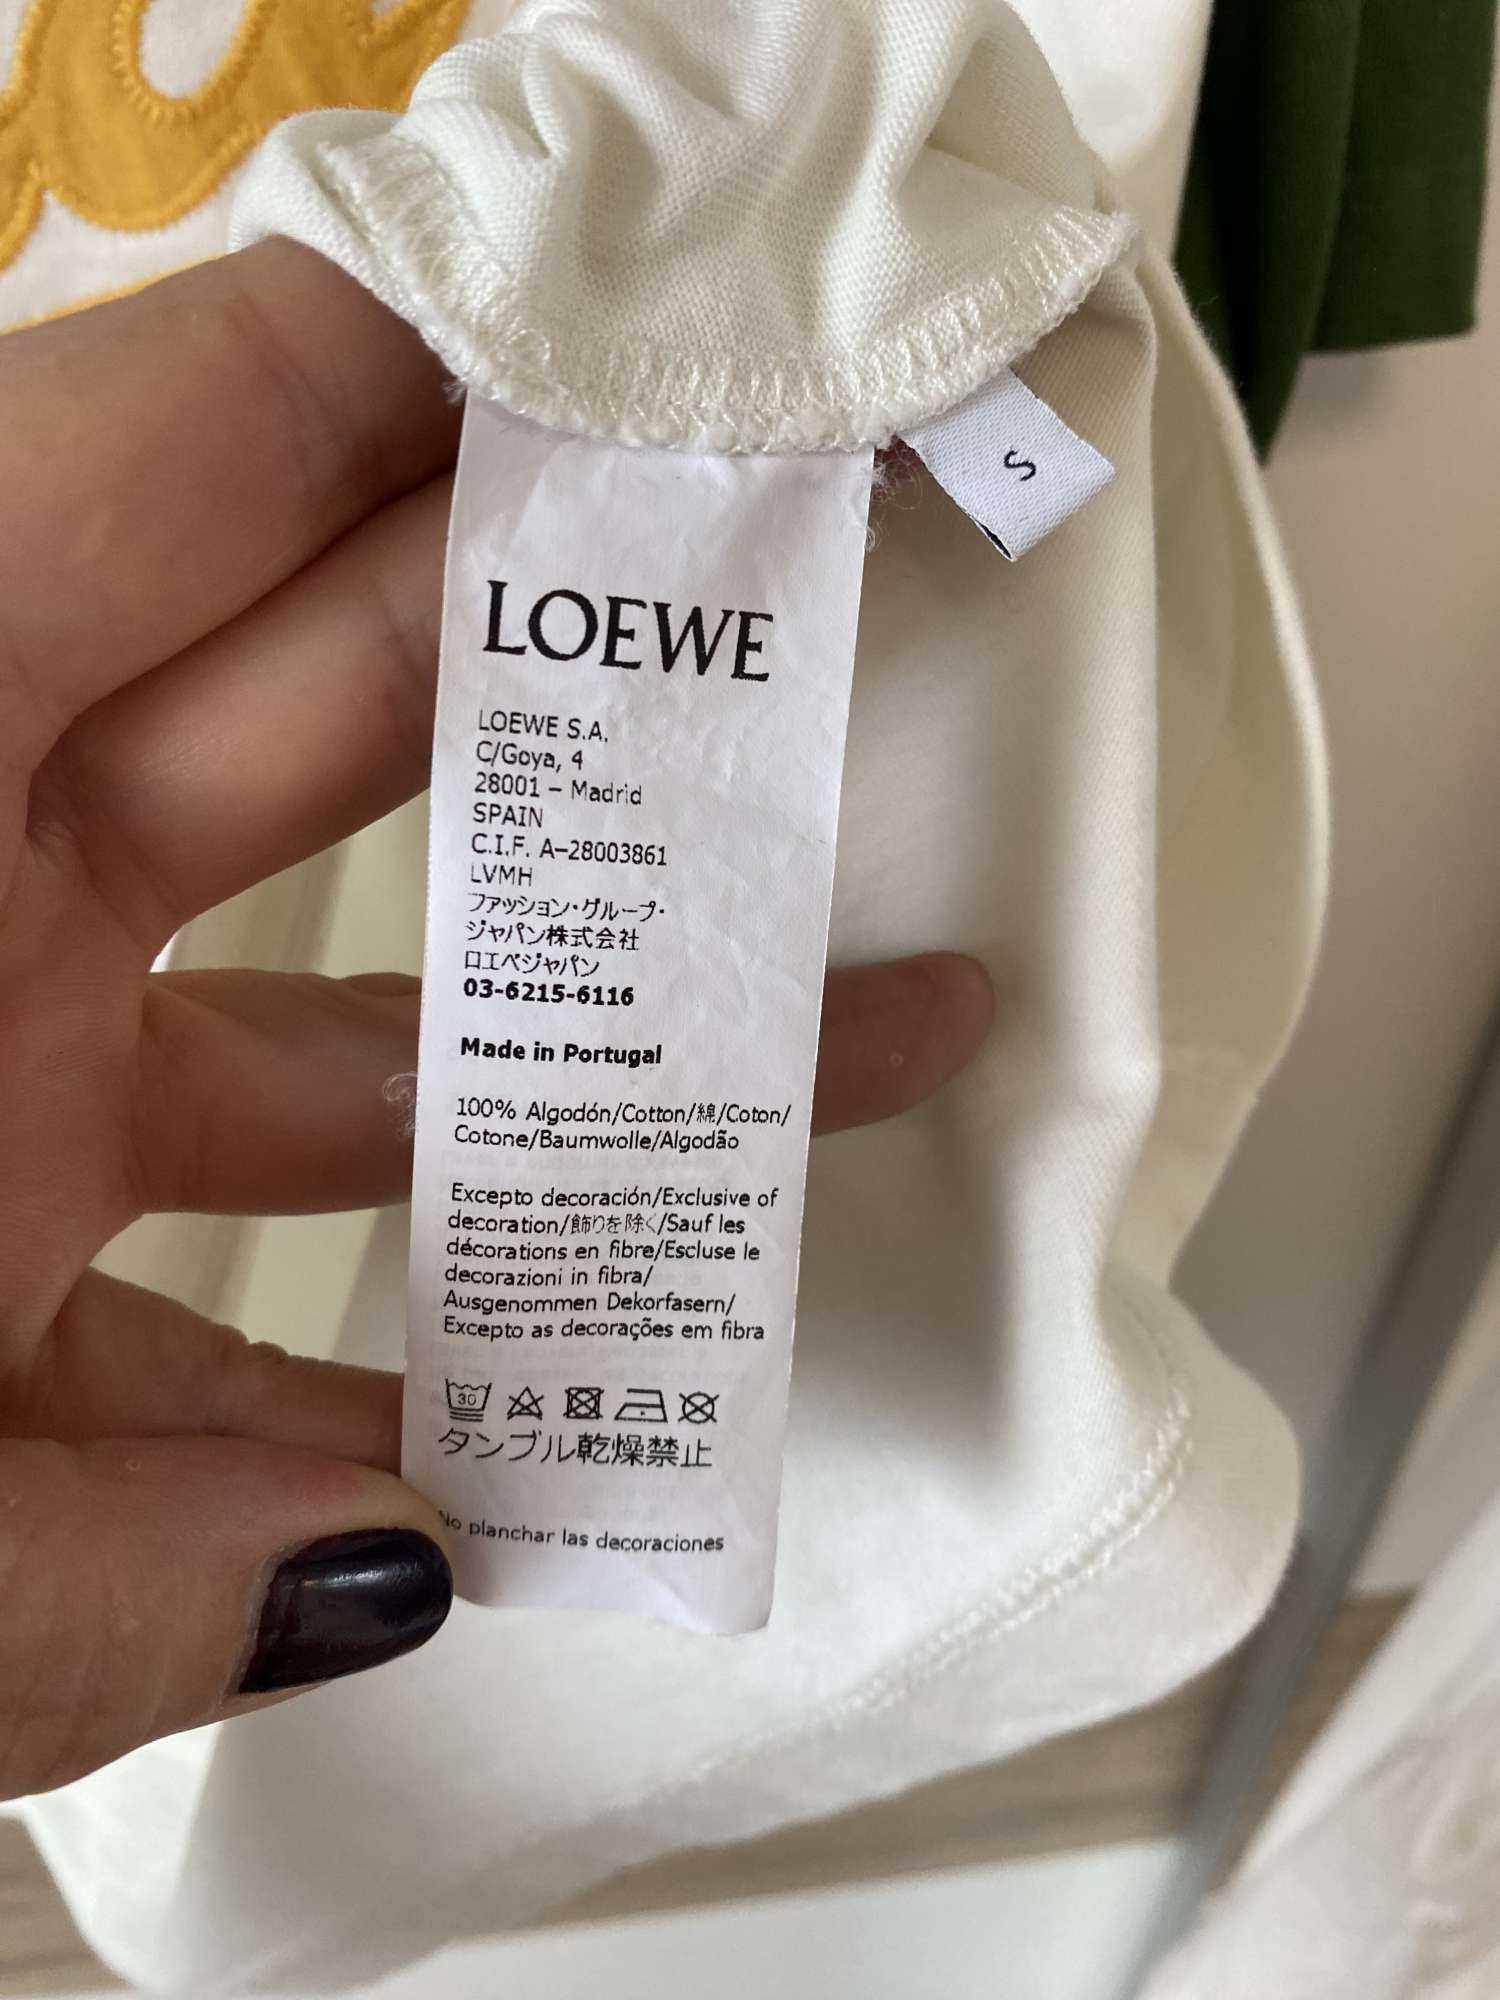 S
LOEWE
LOEWE S.A.
C/Goya, 4
28001 – Madrid
SPAIN
C.I.F. A–28003861
LVMH
ファッション・グループ・
ジャパン株式会社
ロエベジャパン
03-6215-6116
Made in Portugal
100% Algodón/Cotton/綿/Coton/
Cotone/Baumwolle/Algodão
Excepto decoración/Exclusive of
decoration/飾りを除く/Sauf les
décorations en fibre/Escluse le
decorazioni in fibra/
Ausgenommen Dekorfasern/
Excepto as decorações em fibra
30
タンブル乾燥禁止
No planchar las decoraciones